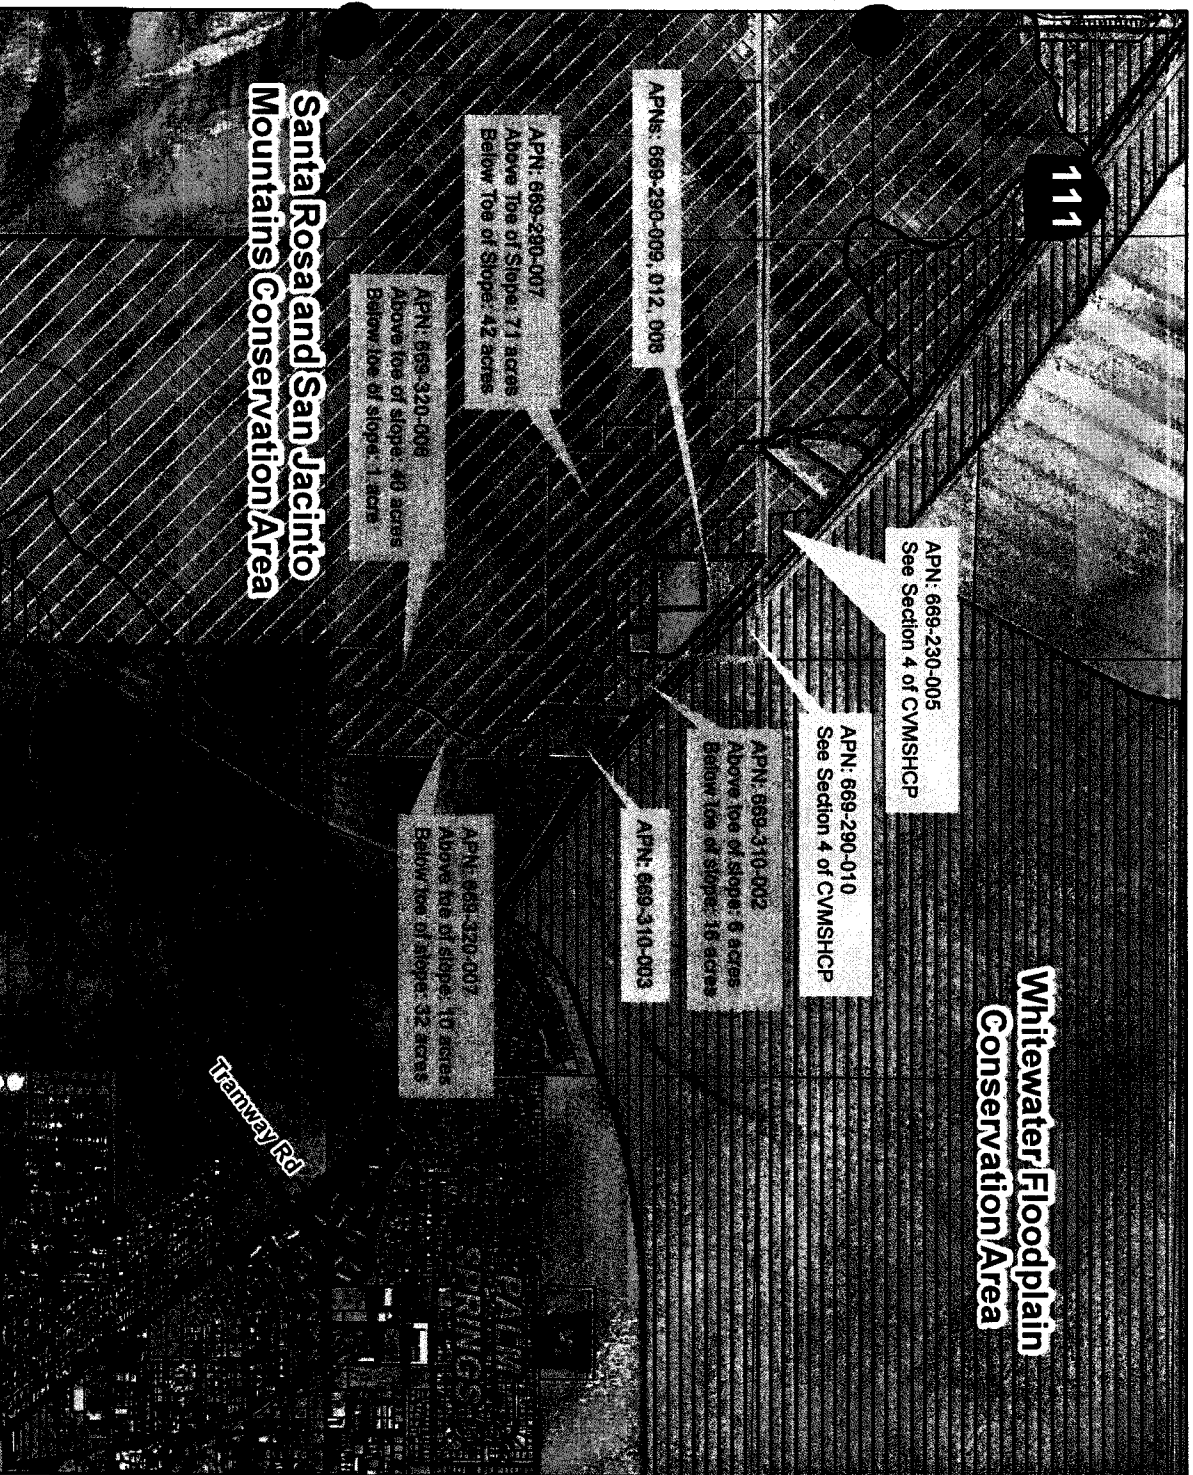 111
Whitewater Floodplain
Conservation Area
APN: 669-230-005
See Section 4 of CVMSHCP
APN: 669-290-010
See Section 4 of CVMSHCP
APNs: 669-290-009, 012, 008
APN: 669-310-002
Above toe of slope: 6 acres
Below toe of slope: 16 acres
APN: 669-310-003
APN: 669-290-007
Above Toe of Slope: 71 acres
Below Toe of Slope: 42 acres
APN: 669-320-008
Above toe of slope: 40 acres
Below toe of slope: 1 acre
APN: 669-320-007
Above toe of slope: 10 acres
Below toe of slope: 32 acres
Santa Rosa and San Jacinto
Mountains Conservation Area
Tramway Rd
PALM
SPRINGS